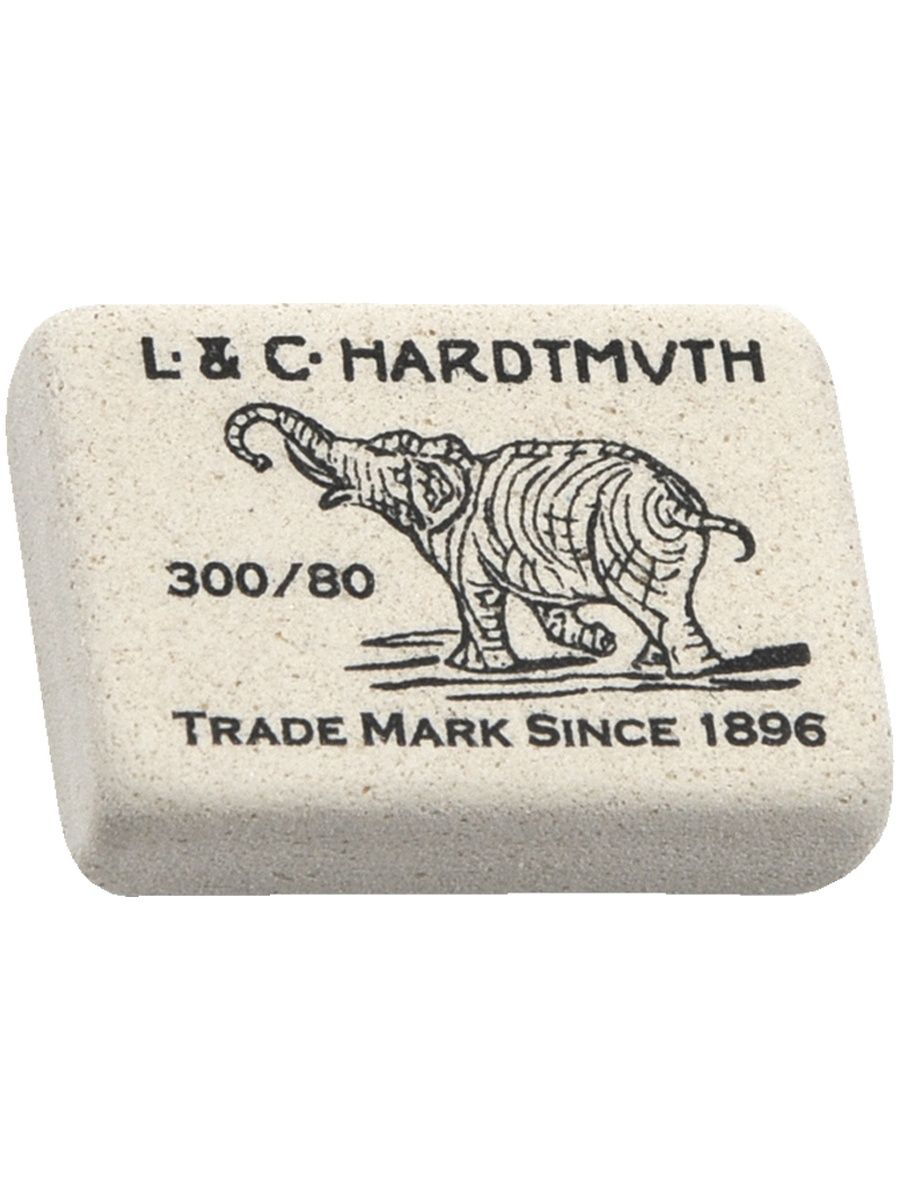 L. & C. HARDTMVTH
300/80
TRADE MARK SINCE 1896